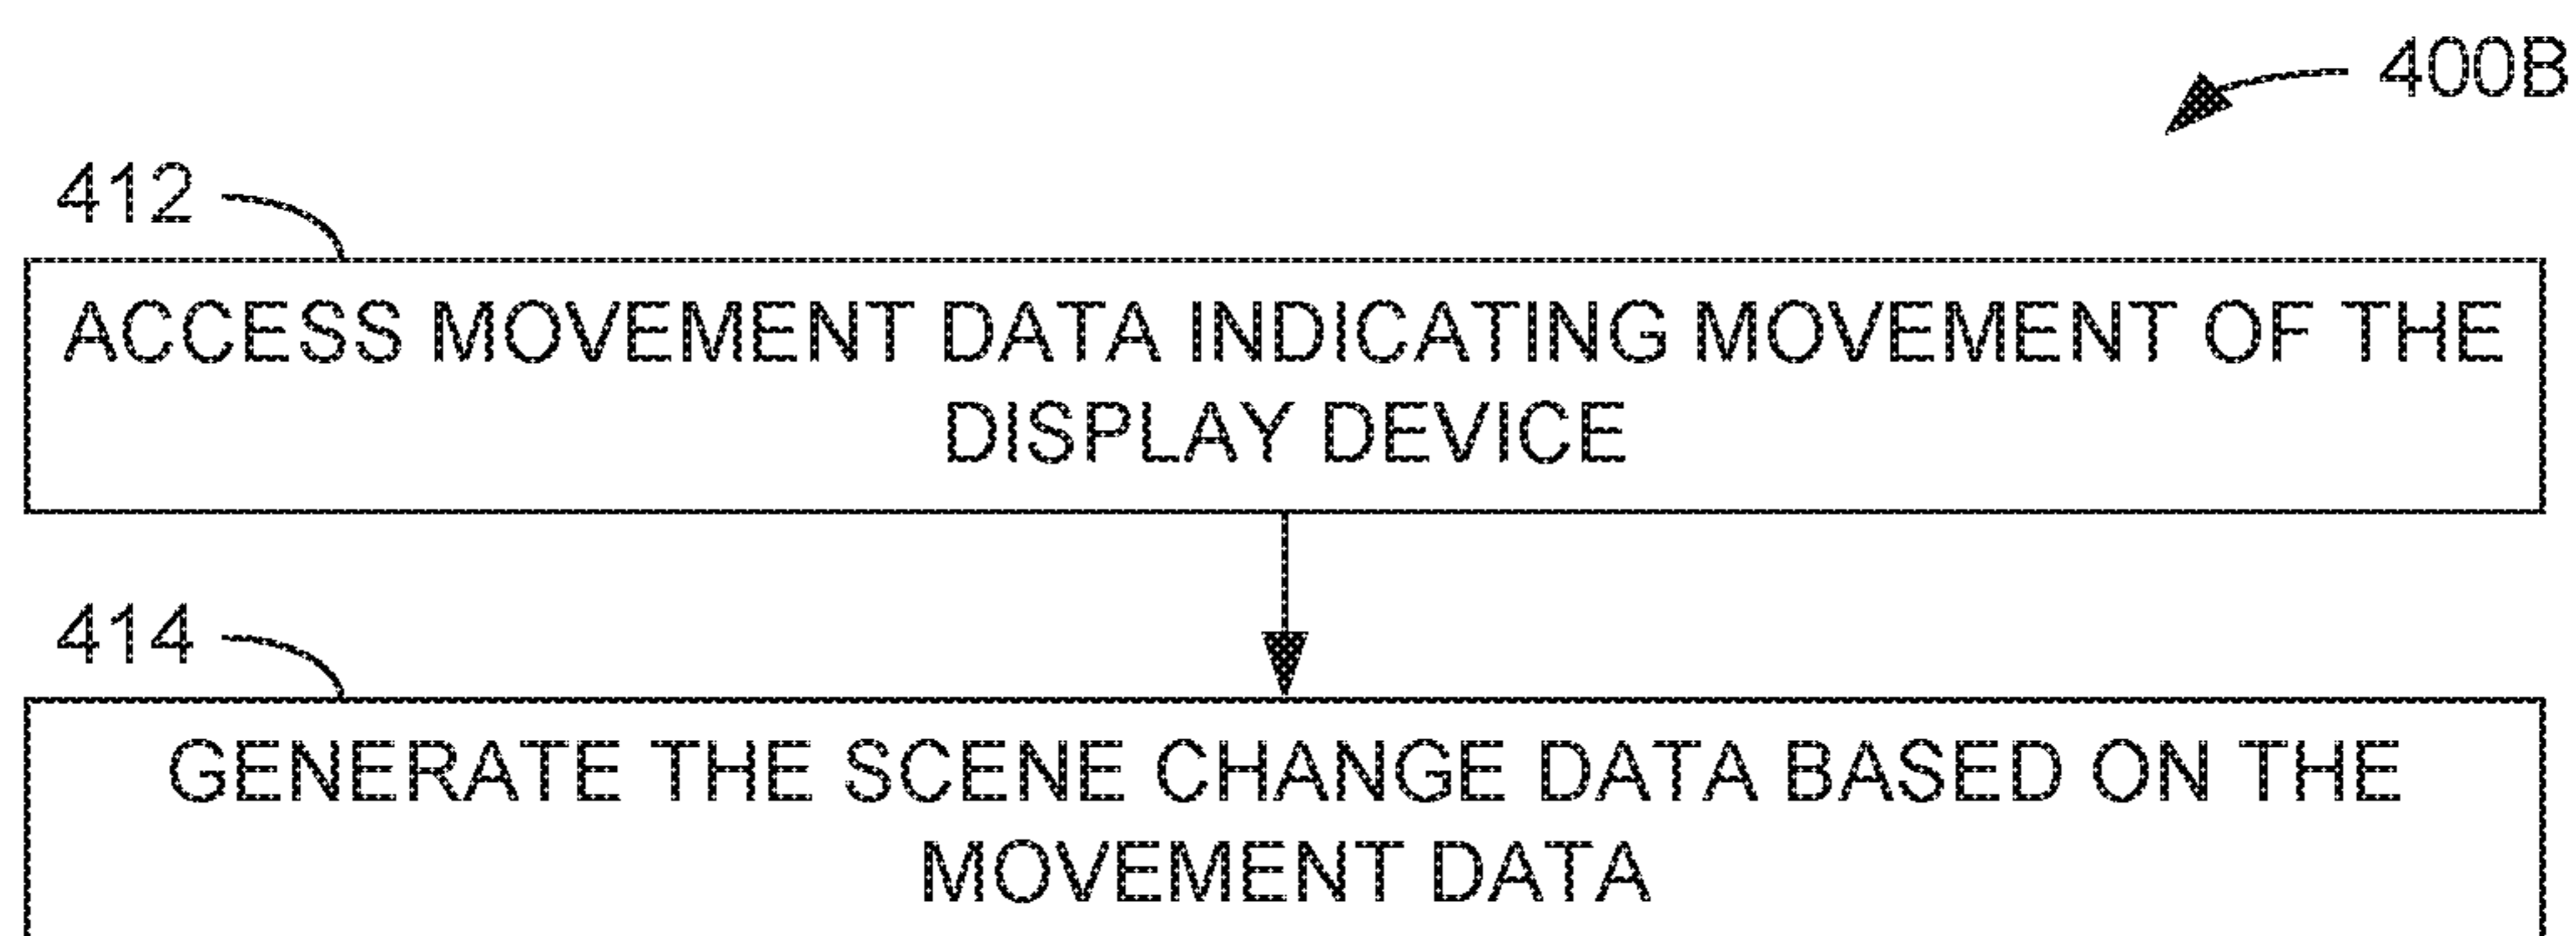 400B
412
ACCESS MOVEMENT DATA INDICATING MOVEMENT OF THE
DISPLAY DEVICE
414
GENERATE THE SCENE CHANGE DATA BASED ON THE
MOVEMENT DATA